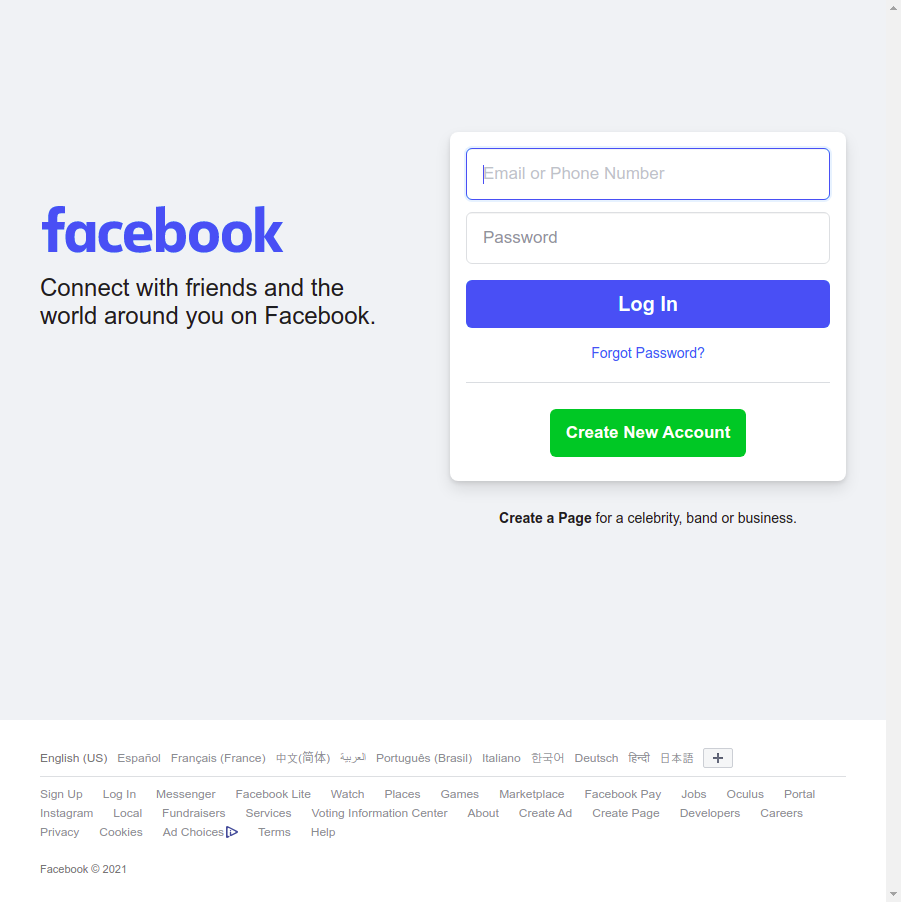 facebook
Connect with friends and the
world around you on Facebook.
Email or Phone Number
Password
Log In
Forgot Password?
Create New Account
Create a Page for a celebrity, band or business.
English (US) Español Français (France) 中文(简体) العربية Português (Brasil) Italiano 한국어 Deutsch हिन्दी 日本語
Sign Up Log In Messenger Facebook Lite Watch Places Games Marketplace Facebook Pay Jobs Oculus Portal
Instagram Local Fundraisers Services Voting Information Center About Create Ad Create Page Developers Careers
Privacy Cookies Ad Choices Terms Help
Facebook © 2021